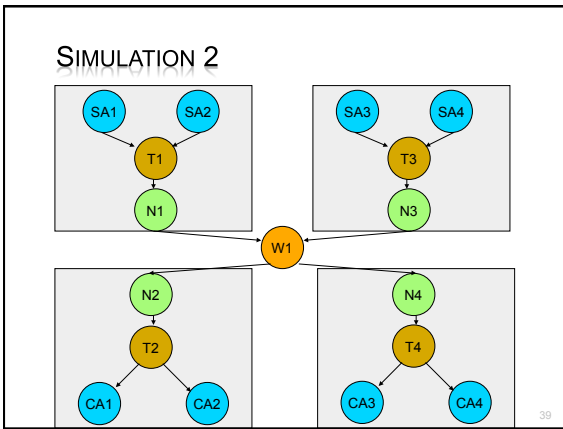 SIMULATION 2
SA1 SA2 SA3 SA4
T1 T3
N1 N3
W1
N2 N4
T2 T4
CA1 CA2 CA3 CA4
39